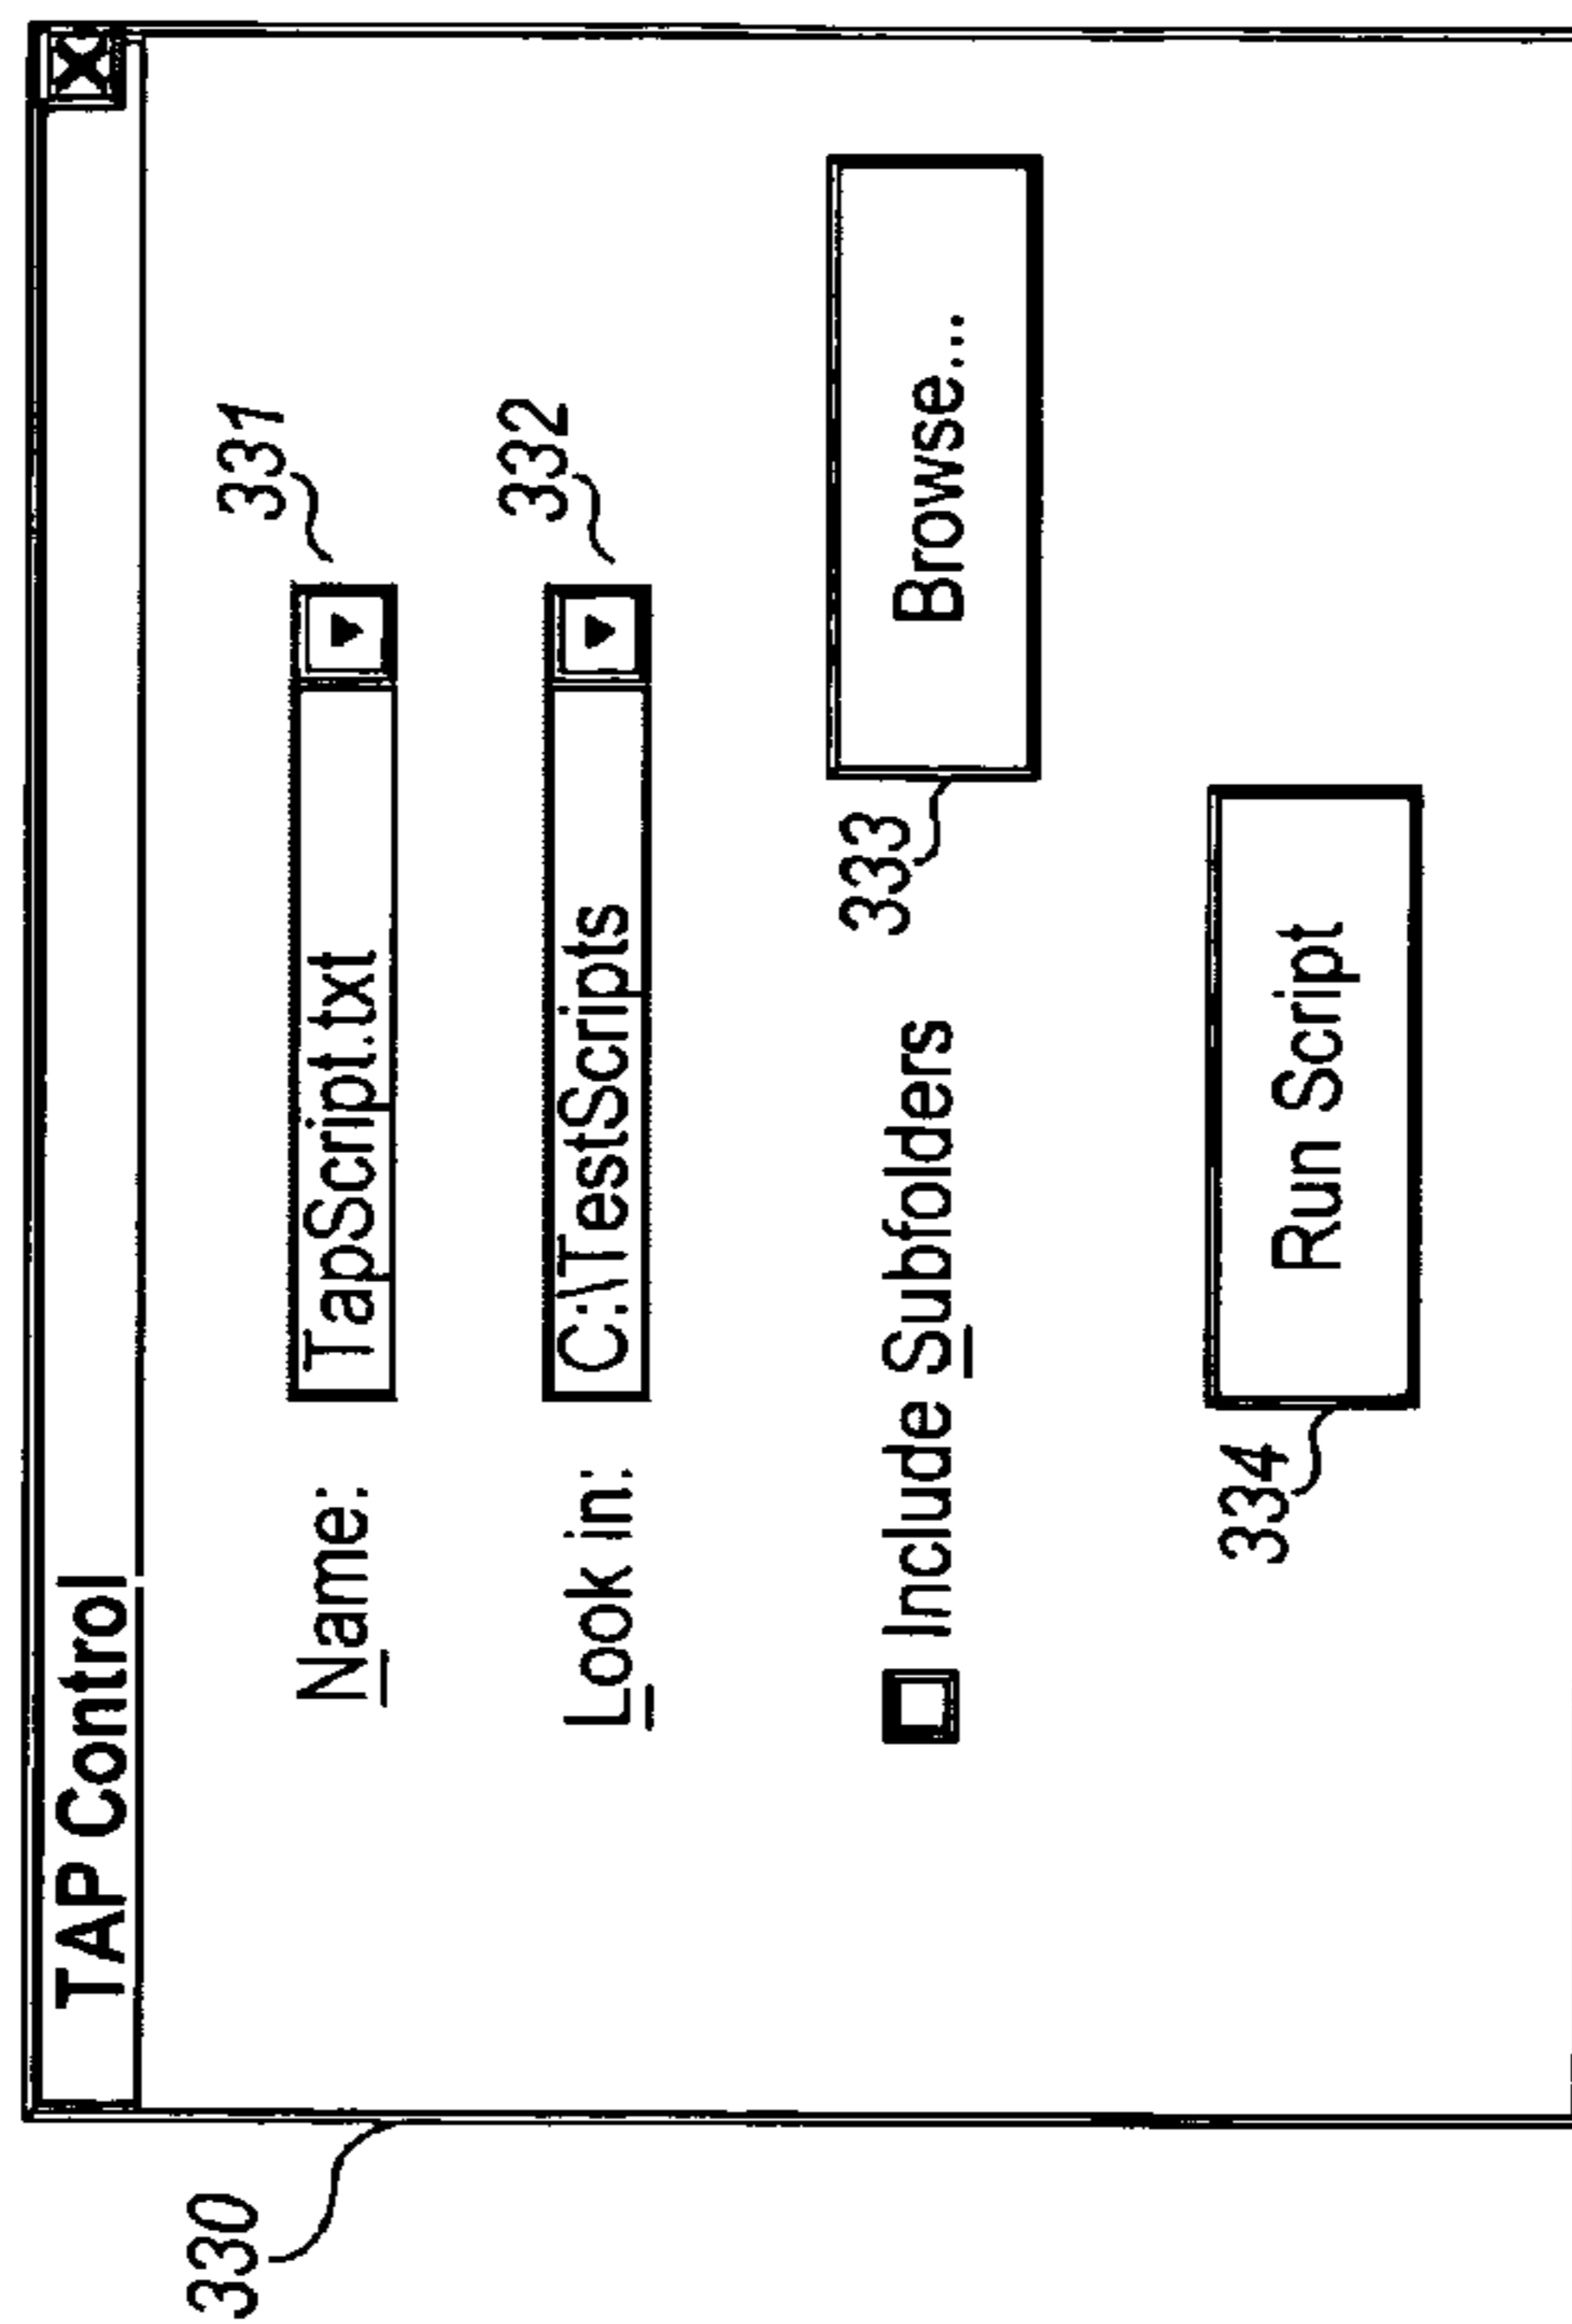 TAP Control
331
Name: TapScript.txt
332
Look in: C:\TestScripts
Include Subfolders
333
Browse...
334
Run Script
330